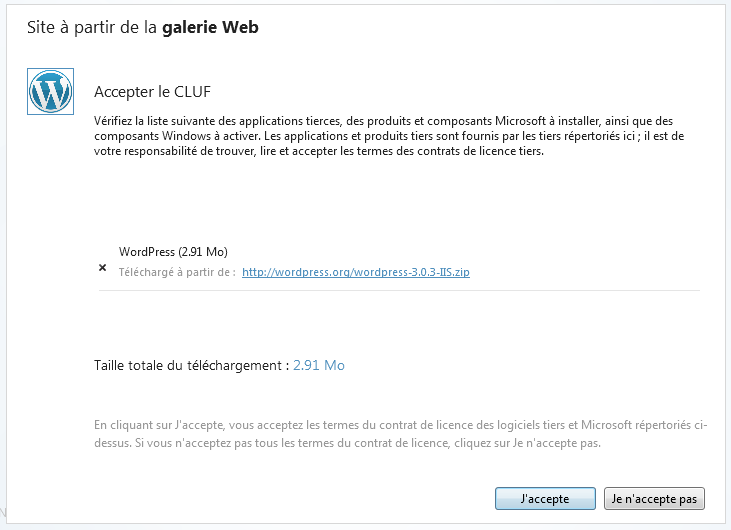 Site à partir de la galerie Web
Accepter le CLUF
Vérifiez la liste suivante des applications tierces, des produits et composants Microsoft à installer, ainsi que des
composants Windows à activer. Les applications et produits tiers sont fournis par les tiers répertoriés ici ; il est de
votre responsabilité de trouver, lire et accepter les termes des contrats de licence tiers.
WordPress (2.91 Mo)
Téléchargé à partir de : http://wordpress.org/wordpress-3.0.3-IIS.zip
Taille totale du téléchargement : 2.91 Mo
En cliquant sur J'accepte, vous acceptez les termes du contrat de licence des logiciels tiers et Microsoft répertoriés ci-
dessus. Si vous n'acceptez pas tous les termes du contrat de licence, cliquez sur Je n'accepte pas.
J'accepte Je n'accepte pas